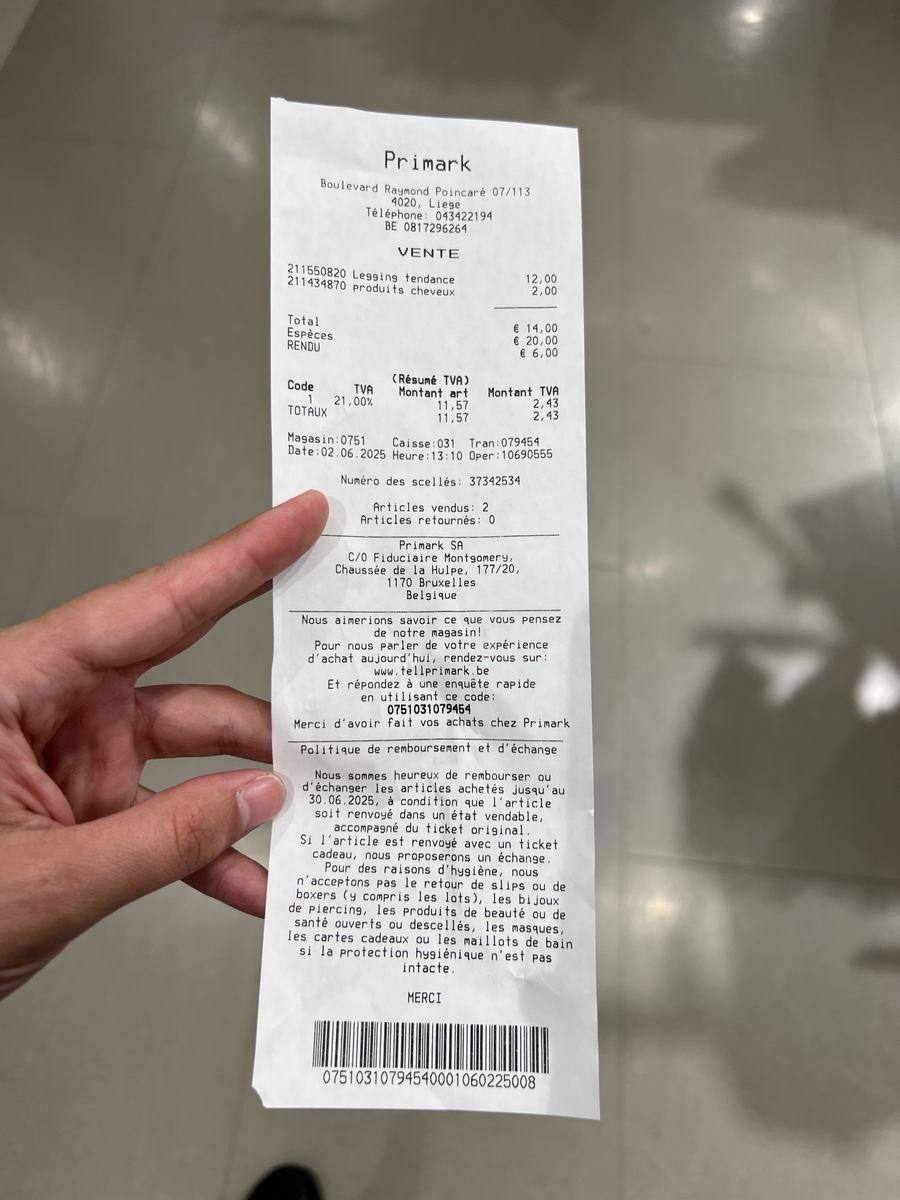 Primark
Boulevard Raymond Poincaré 07/113
4020, Liege
Téléphone: 043422194
BE 0817296264
VENTE
211550820 Legging tendance 12,00
211434870 Produits cheveux 2,00
Total € 14,00
Espèces € 20,00
RENDU € 6,00
(Résumé TVA)
Code TVA Montant art Montant TVA
1 21,00% 11,57 2,43
TOTAUX 11,57 2,43
Magasin:0751 Caisse:031 Tran:079454
Date:02.06.2025 Heure:13:10 Oper:10690555
Numéro des scellés: 37342534
Articles vendus: 2
Articles retournés: 0
Primark SA
C/O Fiduciaire Montgomery,
Chaussée de la Hulpe, 177/20,
1170 Bruxelles
Belgique
Nous aimerions savoir ce que vous pensez
de notre magasin!
Pour nous parler de votre expérience
d'achat aujourd'hui, rendez-vous sur:
www.tellprimark.be
Et répondez à une enquête rapide
en utilisant ce code:
0751031079454
Merci d'avoir fait vos achats chez Primark
Politique de remboursement et d'échange
Nous sommes heureux de rembourser ou
d'échanger les articles achetés jusqu'au
30.06.2025, à condition que l'article
soit renvoyé dans un état vendable,
accompagné du ticket original.
Si l'article est renvoyé avec un ticket
cadeau, nous proposerons un échange.
Pour des raisons d'hygiène, nous
n'acceptons pas le retour de slips ou de
boxers (y compris les lots), les bijoux
de piercing, les produits de beauté ou de
santé ouverts ou descellés, les masques,
les cartes cadeaux ou les maillots de bain
si la protection hygiénique n'est pas
intacte.
MERCI
07510310794540001060225008